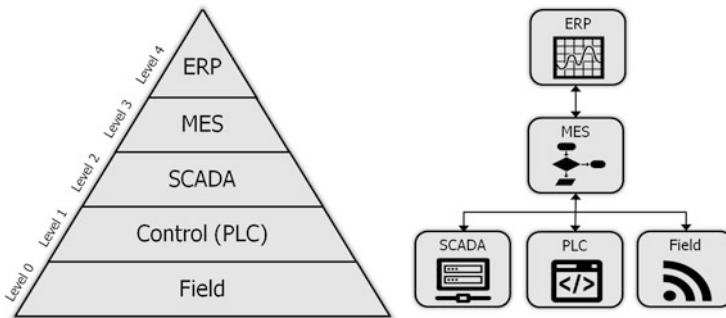 Level 4
ERP
Level 3
MES
Level 2
SCADA
Level 1
Control (PLC)
Level 0
Field
ERP
MES
SCADA
PLC
</>
Field